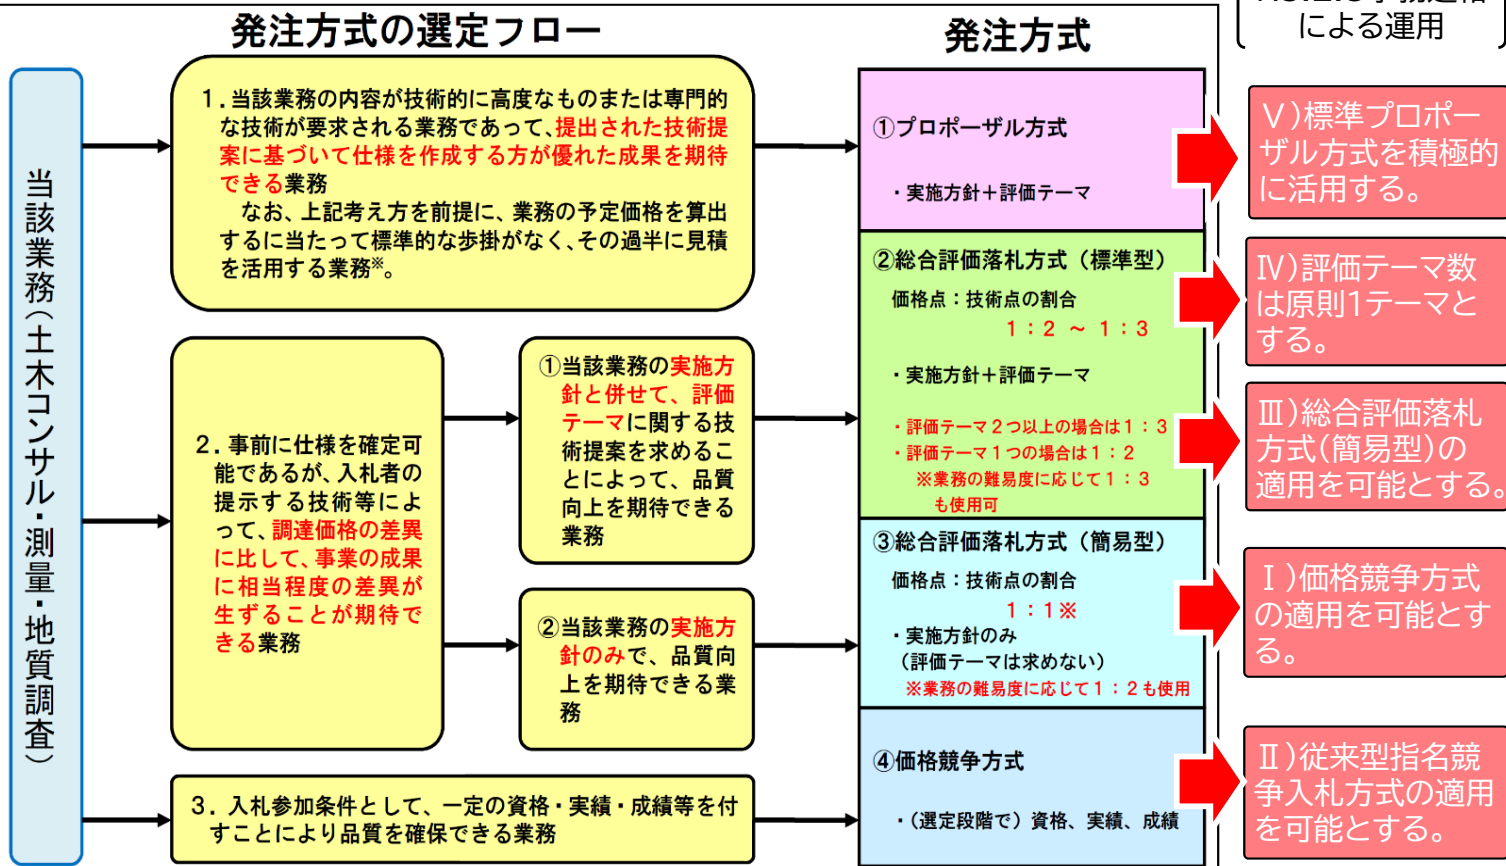 発注方式の選定フロー
発注方式
による運用
当該業務（土木コンサル・測量・地質調査）
1．当該業務の内容が技術的に高度なものまたは専門的
な技術が要求される業務であって、提出された技術提
案に基づいて仕様を作成する方が優れた成果を期待
できる業務
なお、上記考え方を前提に、業務の予定価格を算出
するに当たって標準的な歩掛がなく、その過半に見積
を活用する業務※。
2．事前に仕様を確定可
能であるが、入札者の
提示する技術等によ
って、調達価格の差異
に比して、事業の成果
に相当程度の差異が
生ずることが期待で
きる業務
①当該業務の実施方
針と併せて、評価
テーマに関する技
術提案を求めるこ
とによって、品質
向上を期待できる
業務
②当該業務の実施方
針のみで、品質向
上を期待できる業
務
3．入札参加条件として、一定の資格・実績・成績等を付
すことにより品質を確保できる業務
①プロポーザル方式
・実施方針＋評価テーマ
②総合評価落札方式（標準型）
価格点：技術点の割合
1：2 ～ 1：3
・実施方針＋評価テーマ
・評価テーマ2つ以上の場合は1：3
・評価テーマ1つの場合は1：2
※業務の難易度に応じて1：3
も使用可
③総合評価落札方式（簡易型）
価格点：技術点の割合
1：1※
・実施方針のみ
（評価テーマは求めない）
※業務の難易度に応じて1：2も使用
④価格競争方式
・（選定段階で）資格、実績、成績
Ⅴ)標準プロポー
ザル方式を積極的
に活用する。
Ⅳ)評価テーマ数
は原則1テーマと
する。
Ⅲ)総合評価落札
方式(簡易型)の
適用を可能とする。
Ⅰ)価格競争方式
の適用を可能とす
る。
Ⅱ)従来型指名競
争入札方式の適用
を可能とする。